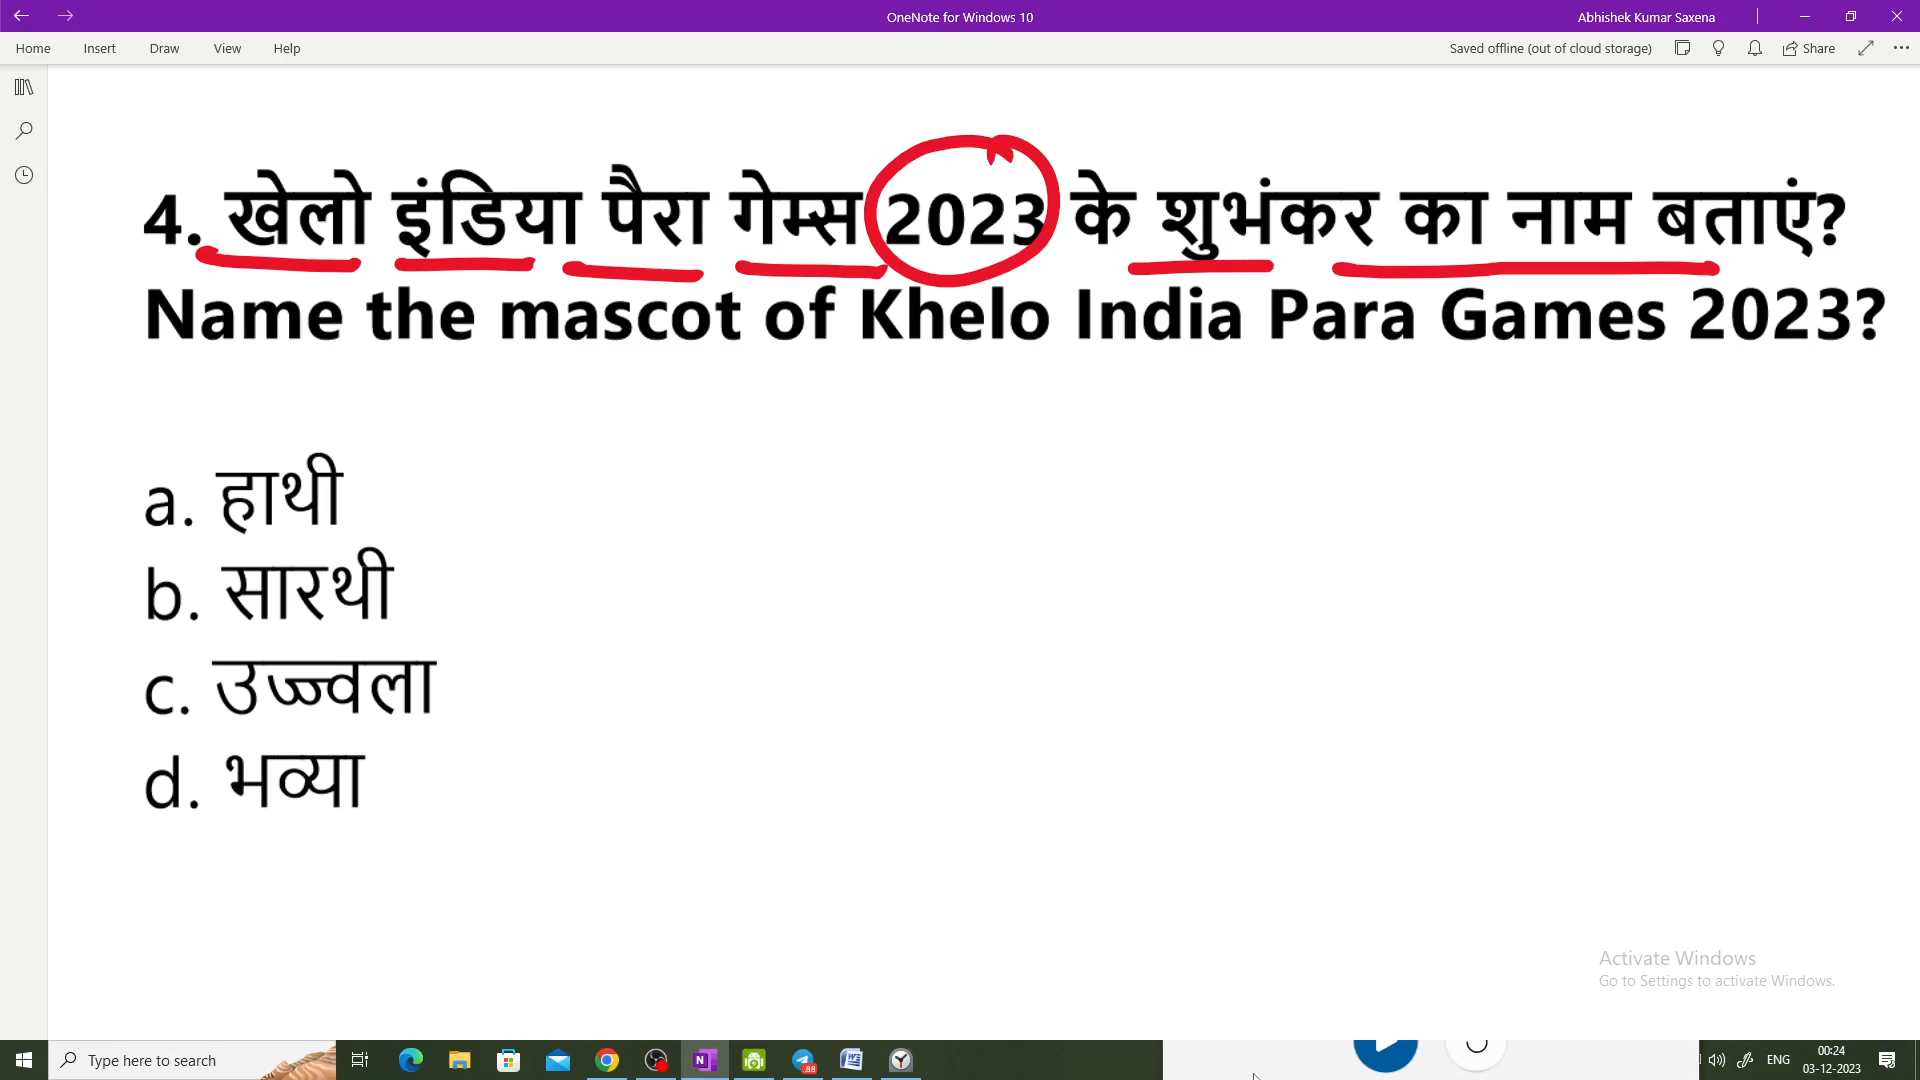 OneNote for Windows 10
Abhishek Kumar Saxena
Home Insert Draw View Help
Saved offline (out of cloud storage)
Share
4. खेलो इंडिया पैरा गेम्स 2023 के शुभंकर का नाम बताएं?
Name the mascot of Khelo India Para Games 2023?
a. हाथी
b. सारथी
c. उज्ज्वला
d. भव्या
Activate Windows
Go to Settings to activate Windows.
Type here to search
.88
ENG
00:24
03-12-2023